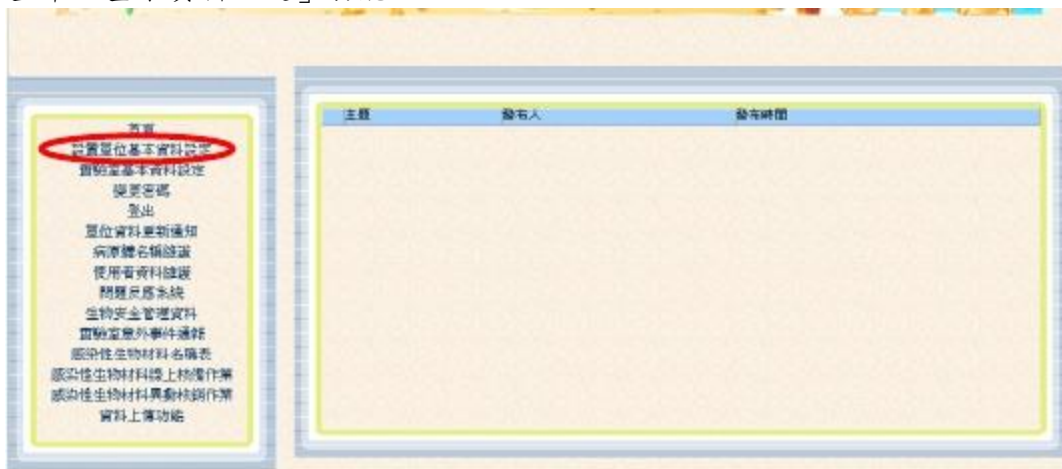 首頁
設置單位基本資料設定
實驗室基本資料設定
變更密碼
登出
單位資料更新通知
病原體名稱維護
使用者資料維護
問題反應系統
生物安全管理資料
實驗室意外事件通報
感染性生物材料名稱表
感染性生物材料線上核備作業
感染性生物材料異動核銷作業
資料上傳功能
主題 發布人 發布時間